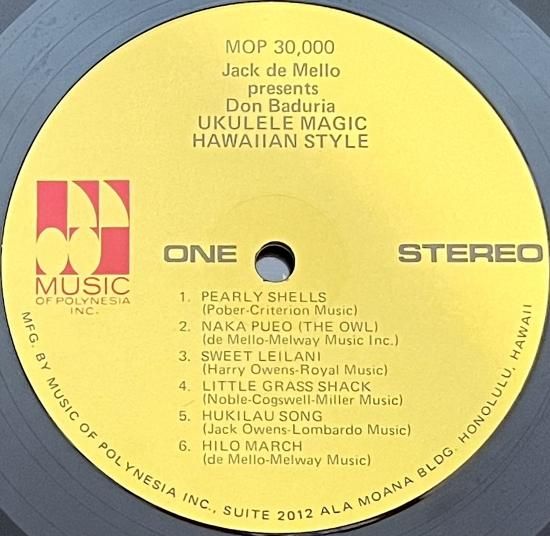 MOP 30,000
Jack de Mello
presents
Don Baduria
UKULELE MAGIC
HAWAIIAN STYLE
MUSIC
OF POLYNESIA
INC.
ONE
STEREO
1. PEARLY SHELLS
(Pober-Criterion Music)
2. NAKA PUEO (THE OWL)
(de Mello-Melway Music Inc.)
3. SWEET LEILANI
(Harry Owens-Royal Music)
4. LITTLE GRASS SHACK
(Noble-Cogswell-Miller Music)
5. HUKILAU SONG
(Jack Owens-Lombardo Music)
6. HILO MARCH
(de Mello-Melway Music)
MFG. BY MUSIC OF POLYNESIA INC., SUITE 2012 ALA MOANA BLDG. HONOLULU, HAWAII